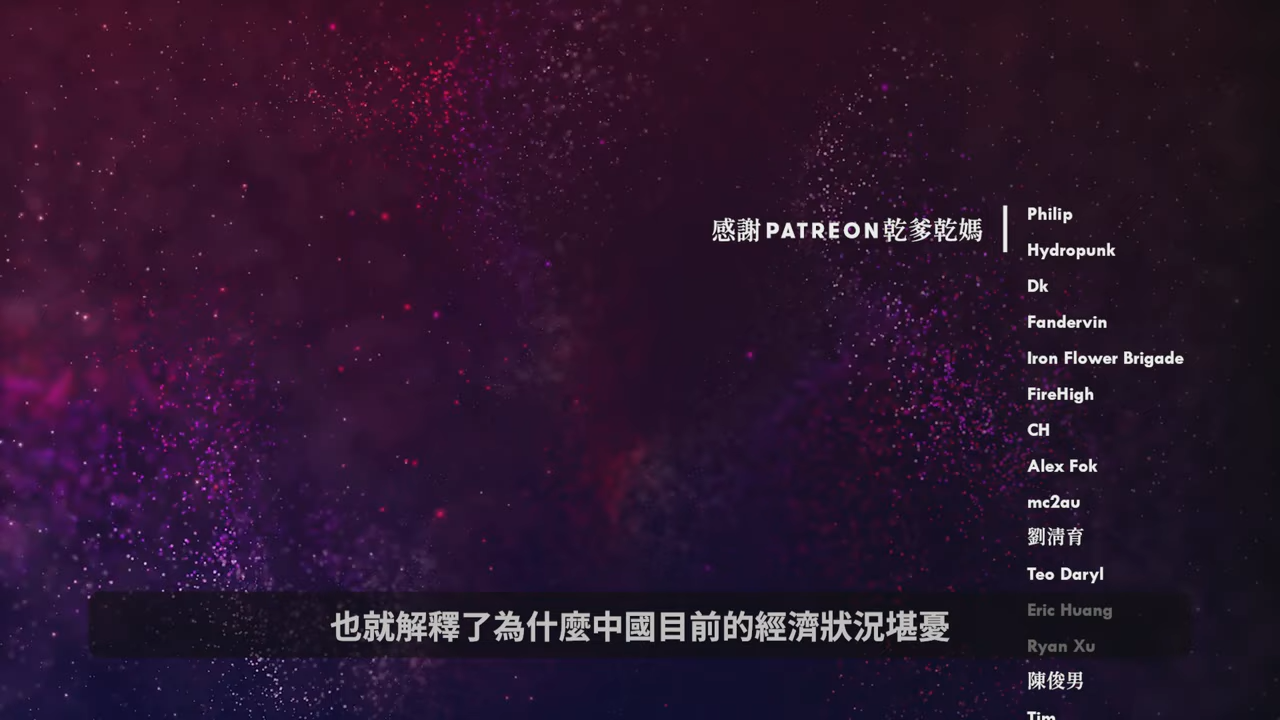 感謝PATREON乾爹乾媽
Philip
Hydropunk
Dk
Fandervin
Iron Flower Brigade
FireHigh
CH
Alex Fok
mc2au
劉清育
Teo Daryl
Eric Huang
Ryan Xu
也就解釋了為什麼中國目前的經濟狀況堪憂
陳俊男
Tim